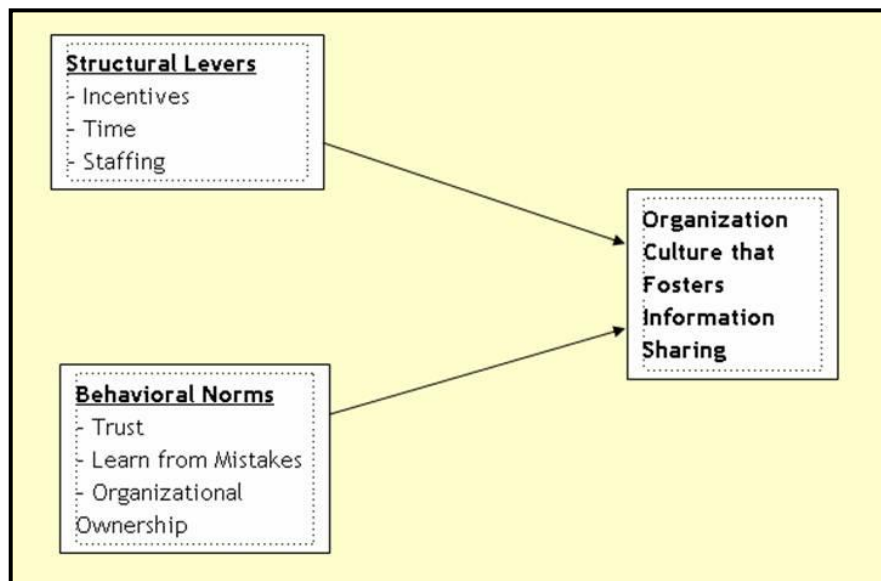 Structural Levers
- Incentives
- Time
- Staffing
Organization
Culture that
Fosters
Information
Sharing
Behavioral Norms
- Trust
- Learn from Mistakes
- Organizational
Ownership